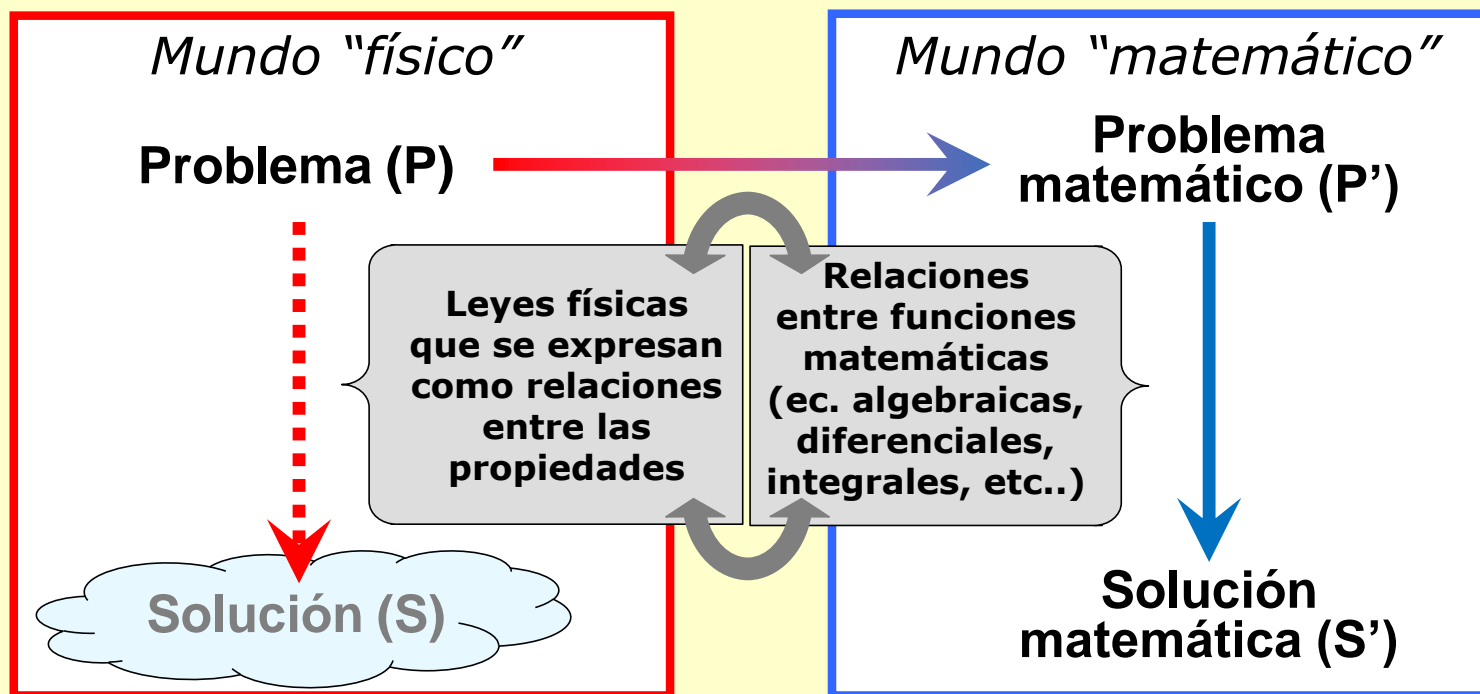 Mundo “físico”
Mundo “matemático”
Problema (P)
Problema
matemático (P’)
Leyes físicas
que se expresan
como relaciones
entre las
propiedades
Relaciones
entre funciones
matemáticas
(ec. algebraicas,
diferenciales,
integrales, etc..)
Solución (S)
Solución
matemática (S’)